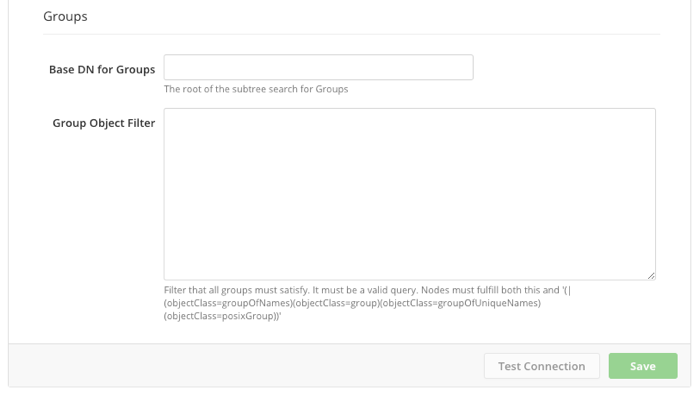 Groups
Base DN for Groups
The root of the subtree search for Groups
Group Object Filter
Filter that all groups must satisfy. It must be a valid query. Nodes must fulfill both this and '(|
(objectClass=groupOfNames)(objectClass=group)(objectClass=groupOfUniqueNames)
(objectClass=posixGroup))'
Test Connection
Save